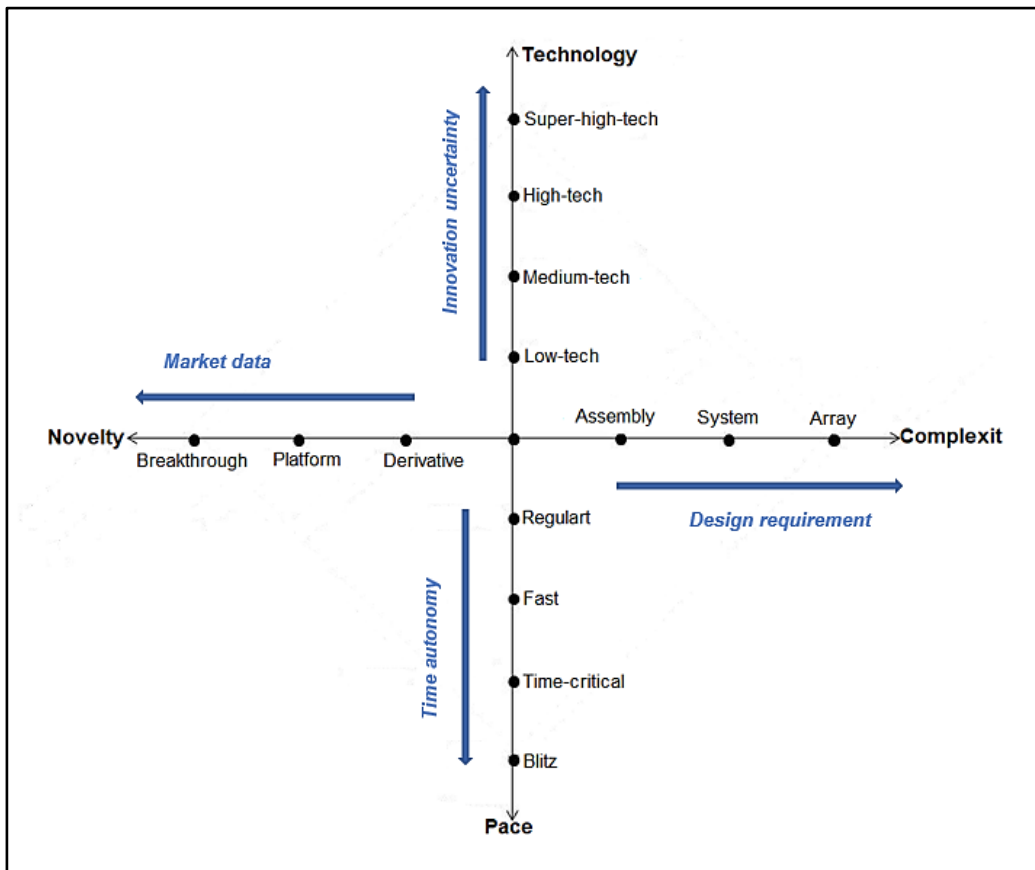 Technology
Super-high-tech
Innovation uncertainty
High-tech
Medium-tech
Low-tech
Market data
Assembly
System
Array
Novelty
Complexit
Breakthrough
Platform
Derivative
Regulart
Design requirement
Time autonomy
Fast
Time-critical
Blitz
Pace